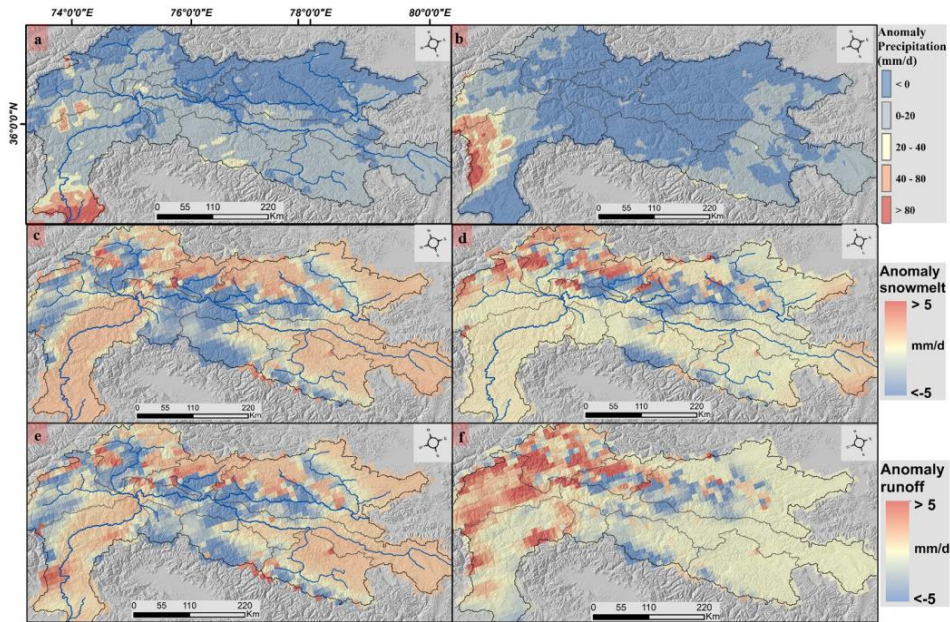 74°0'0"E 76°0'0"E 78°0'0"E 80°0'0"E
36°0'0"N
a
b
Anomaly
Precipitation
(mm/d)
< 0
0-20
20 - 40
40 - 80
> 80
0 55 110 220
Km
0 55 110 220
Km
c
d
Anomaly
snowmelt
> 5
mm/d
<-5
0 55 110 220
Km
0 55 110 220
Km
e
f
Anomaly
runoff
> 5
mm/d
<-5
0 55 110 220
Km
0 55 110 220
Km